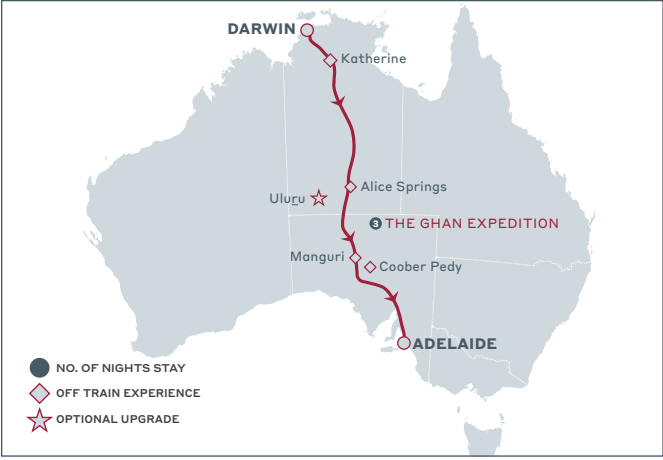 DARWIN
Katherine
Alice Springs
Uluṟu
3 THE GHAN EXPEDITION
Manguri
Coober Pedy
ADELAIDE
NO. OF NIGHTS STAY
OFF TRAIN EXPERIENCE
OPTIONAL UPGRADE